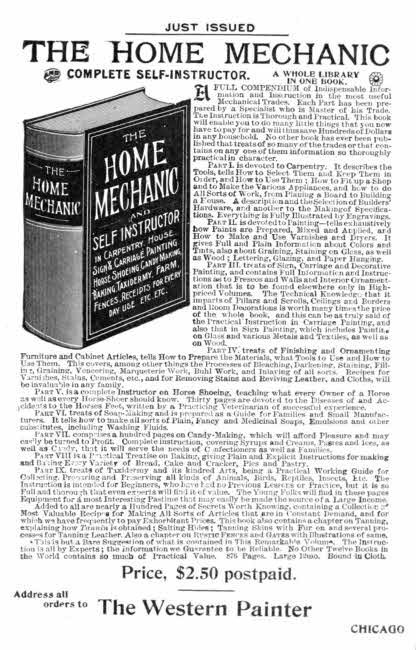 JUST ISSUED
THE HOME MECHANIC
COMPLETE SELF-INSTRUCTOR.
A WHOLE LIBRARY
IN ONE BOOK.
A FULL COMPENDIUM of Indispensable Infor-
mation and Instruction in the most useful
Mechanical Trades. Each Part has been pre-
pared by a Specialist who is Master of his Trade.
The Instruction is Thorough and Practical. This book
will enable you to do many little things that you now
have to pay for and will thus save Hundreds of Dollars
in any household. No other book has ever been pub-
lished that treats of so many of the trades or that con-
tains on any one of them information so thoroughly
practical in character.
PART I. is devoted to Carpentry. It describes the
Tools, tells How to Select Them and Keep Them in
Order, and How to Use Them; How to Fit up a Shop
and to Make the Various Appliances, and how to do
All Sorts of Work, from Planing a Board to Building
a House. A description and the Selection of Builders'
Hardware, and another to the Making of Specifica-
tions. Everything is Fully Illustrated by Engravings.
PART II. is devoted to Painting—tells exhaustively
how Paints are Prepared, Mixed and Applied, and
How to Make and Use Varnishes and Dryers. It
gives Full and Plain Information about Colors and
Tints, also about Graining, Staining on Glass, as well
as Wood; Lettering, Glazing, and Paper Hanging.
PART III. treats of Sign, Carriage and Decorative
Painting, and contains Full Information and Instruc-
tions as to Frescos and Walls and Interior Ornament-
ation that is to be found elsewhere only in High-
priced Volumes. The Technical Knowledge that it
imparts of Pillars and Scrolls, Ceilings and Borders
and Room Decorations is worth many times the price
of the whole book, and this can be as truly said of
the Practical Instruction in Carriage Painting, and
also that in Sign Painting, which includes Painting
on Glass and various Metals and Textiles, as well as
on Wood.
PART IV. treats of Finishing and Ornamenting
Furniture and Cabinet Articles, tells How to Prepare the Materials, what Tools to Use and How to
Use Them. This covers, among other things the Processes of Bleaching, Darkening, Staining, Fill-
ing, Graining, Veneering, Marqueterie Work, Buhl Work, and Inlaying of all sorts. Recipes for
Varnishes, Stains, Cements, etc., and for Removing Stains and Reviving Leather, and Cloths, will
be invaluable in any family.
PART V. is a complete Instructor on Horse Shoeing, teaching what every Owner of a Horse
as well as every Horse Shoer should know. Thirty pages are devoted to the Diseases of and Ac-
cidents to the Horses Feet, written by a Practicing Veterinarian of successful experience.
PART VI. treats of Soap-Making and is prepared as a Guide for Families and Small Manufac-
turers. It tells how to make all sorts of Plain, Fancy and Medicinal Soaps, Emulsions and other
substitutes, including Washing Fluids.
PART VII. comprises a hundred pages on Candy-Making, which will afford Pleasure and may
easily be turned to Profit. Complete instruction, covering Syrups and Creams, Pastes and Ices, as
well as Candy, that it will serve the needs of Confectioners as well as Families.
PART VIII is a Practical Treatise on Baking, giving Plain and Explicit Instructions for making
and Baking Every Variety of Bread, Cake and Cracker, Pies and Pastry.
PART IX. treats of Taxidermy and its kindred Arts, being a Practical Working Guide for
Collecting, Preparing and Preserving all kinds of Animals, Birds, Reptiles, Insects, Etc. The
Instruction is intended for Beginners, who have had no Previous Lessons or Practice, but it is so
Full and thorough that even experts will find it of value. The Young Folks will find in these pages
Equipment for a most Interesting Pastime that may easily be made the source of a Large Income.
Added to all are nearly a Hundred Pages of Secrets Worth Knowing, containing a Collection of
Most Valuable Recipes for Making All Sorts of Articles that are in Constant Demand, and for
which we have frequently to pay Exhorbitant Prices. This book also contains a chapter on Tanning,
explaining how Tannin is obtained; Salting Hides; Tanning Skins with Fur on and several pro-
cesses for Tanning Leather. Also a chapter on RUSTIC FENCES and GATES with Illustrations of same.
This is but a Bare Suggestion of what is contained in This Remarkable Volume. The Instruc-
tion is all by Experts; the Information we Guarantee to be Reliable. No Other Twelve Books in
the World contains so much of Practical Value. 876 Pages. Large 12mo. Bound in Cloth.
THE
HOME
MECHANIC
THE
HOME
MECHANIC
AND
SELF-INSTRUCTOR
IN CARPENTRY, HOUSE,
SIGN & CARRIAGE PAINTING
HORSE SHOEING, CANDY MAKING,
BAKING, TAXIDERMY, FARM
FENCES, RECEIPTS FOR EVERY
DAY USE ETC. ETC.
Price, $2.50 postpaid.
Address all
orders to
The Western Painter
CHICAGO